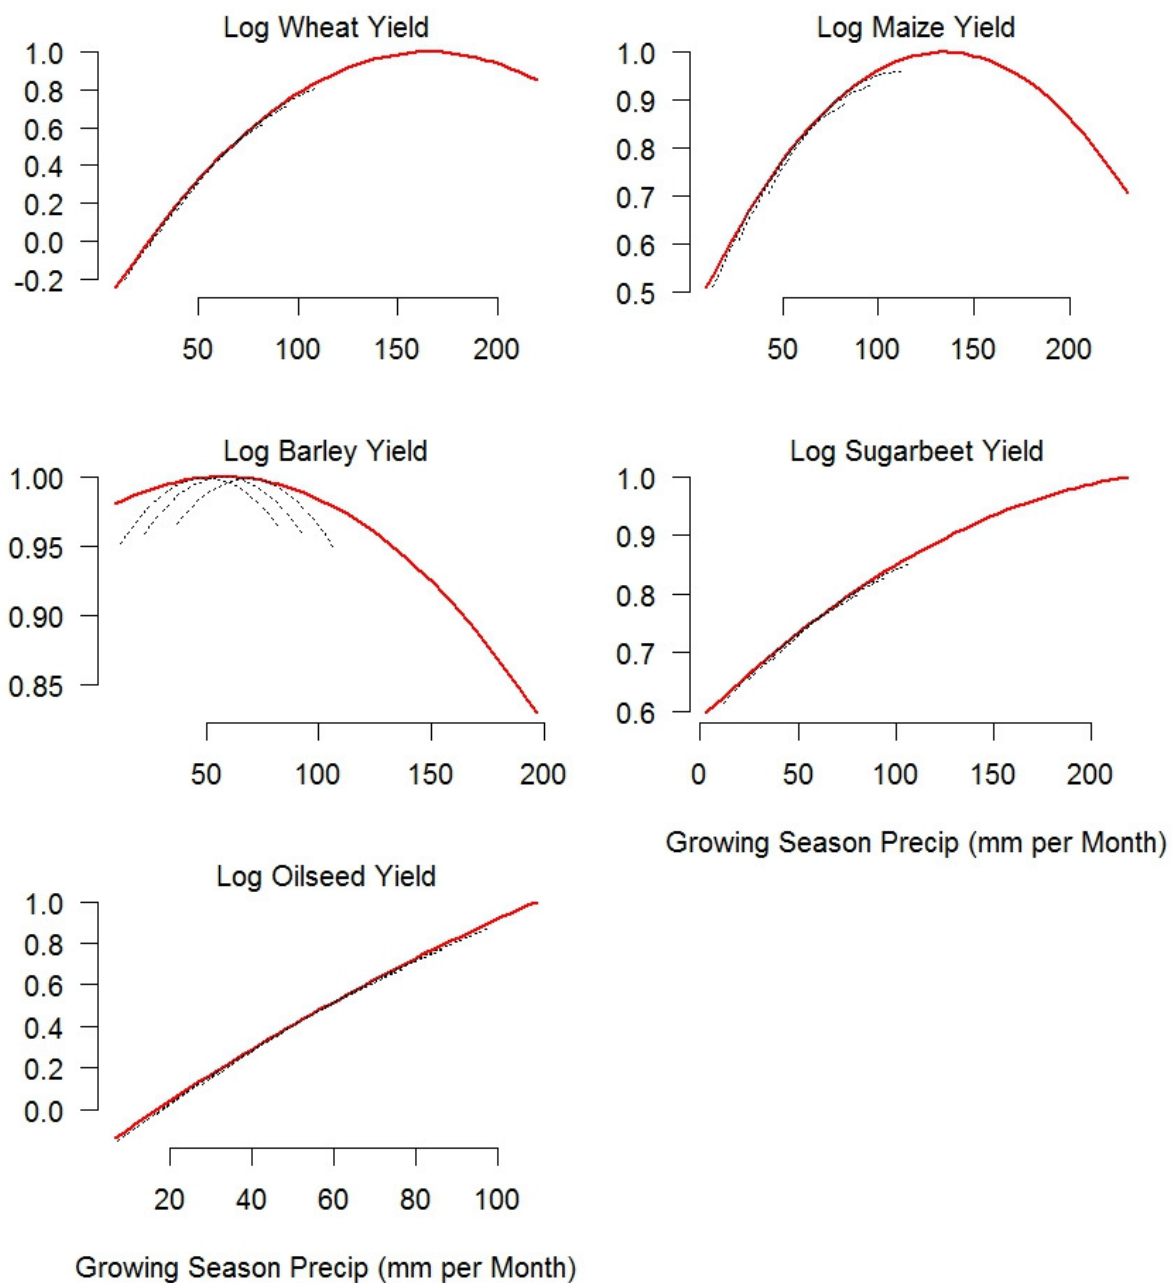 Log Wheat Yield
1.0
0.8
0.6
0.4
0.2
0.0
-0.2
50 100 150 200
Log Maize Yield
1.0
0.9
0.8
0.7
0.6
0.5
50 100 150 200
Log Barley Yield
1.00
0.95
0.90
0.85
50 100 150 200
Log Sugarbeet Yield
1.0
0.9
0.8
0.7
0.6
0 50 100 150 200
Growing Season Precip (mm per Month)
Log Oilseed Yield
1.0
0.8
0.6
0.4
0.2
0.0
20 40 60 80 100
Growing Season Precip (mm per Month)